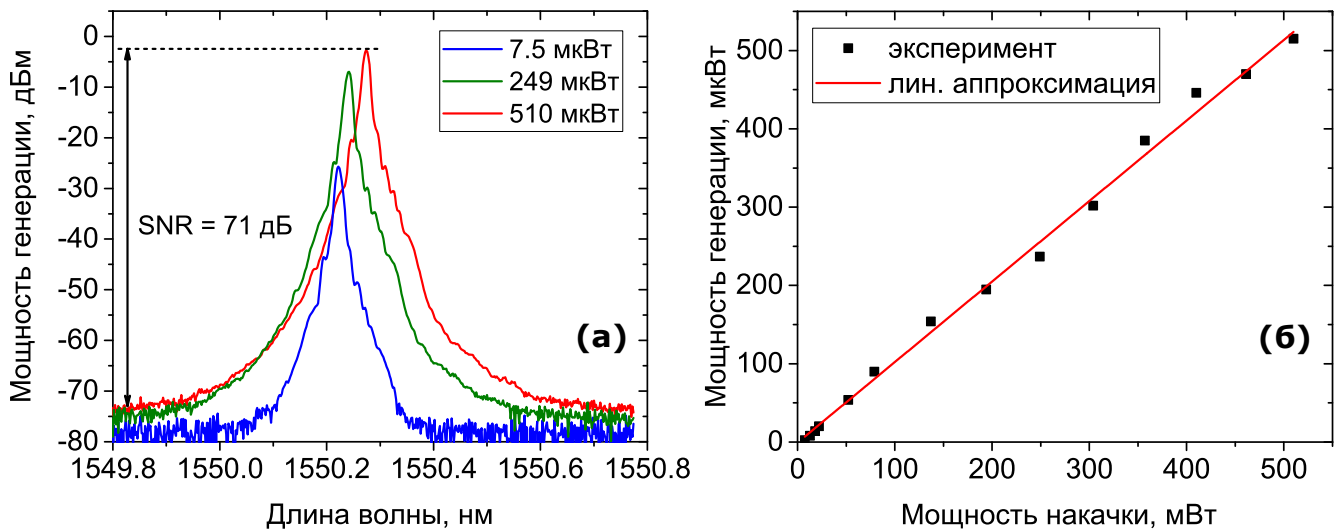 Мощность генерации, дБм
0
-10
-20
-30
-40
-50
-60
-70
-80
7.5 мкВт
249 мкВт
510 мкВт
SNR = 71 дБ
(а)
1549.8 1550.0 1550.2 1550.4 1550.6 1550.8
Длина волны, нм
Мощность генерации, мкВт
500
400
300
200
100
0
эксперимент
лин. аппроксимация
(б)
0 100 200 300 400 500
Мощность накачки, мВт